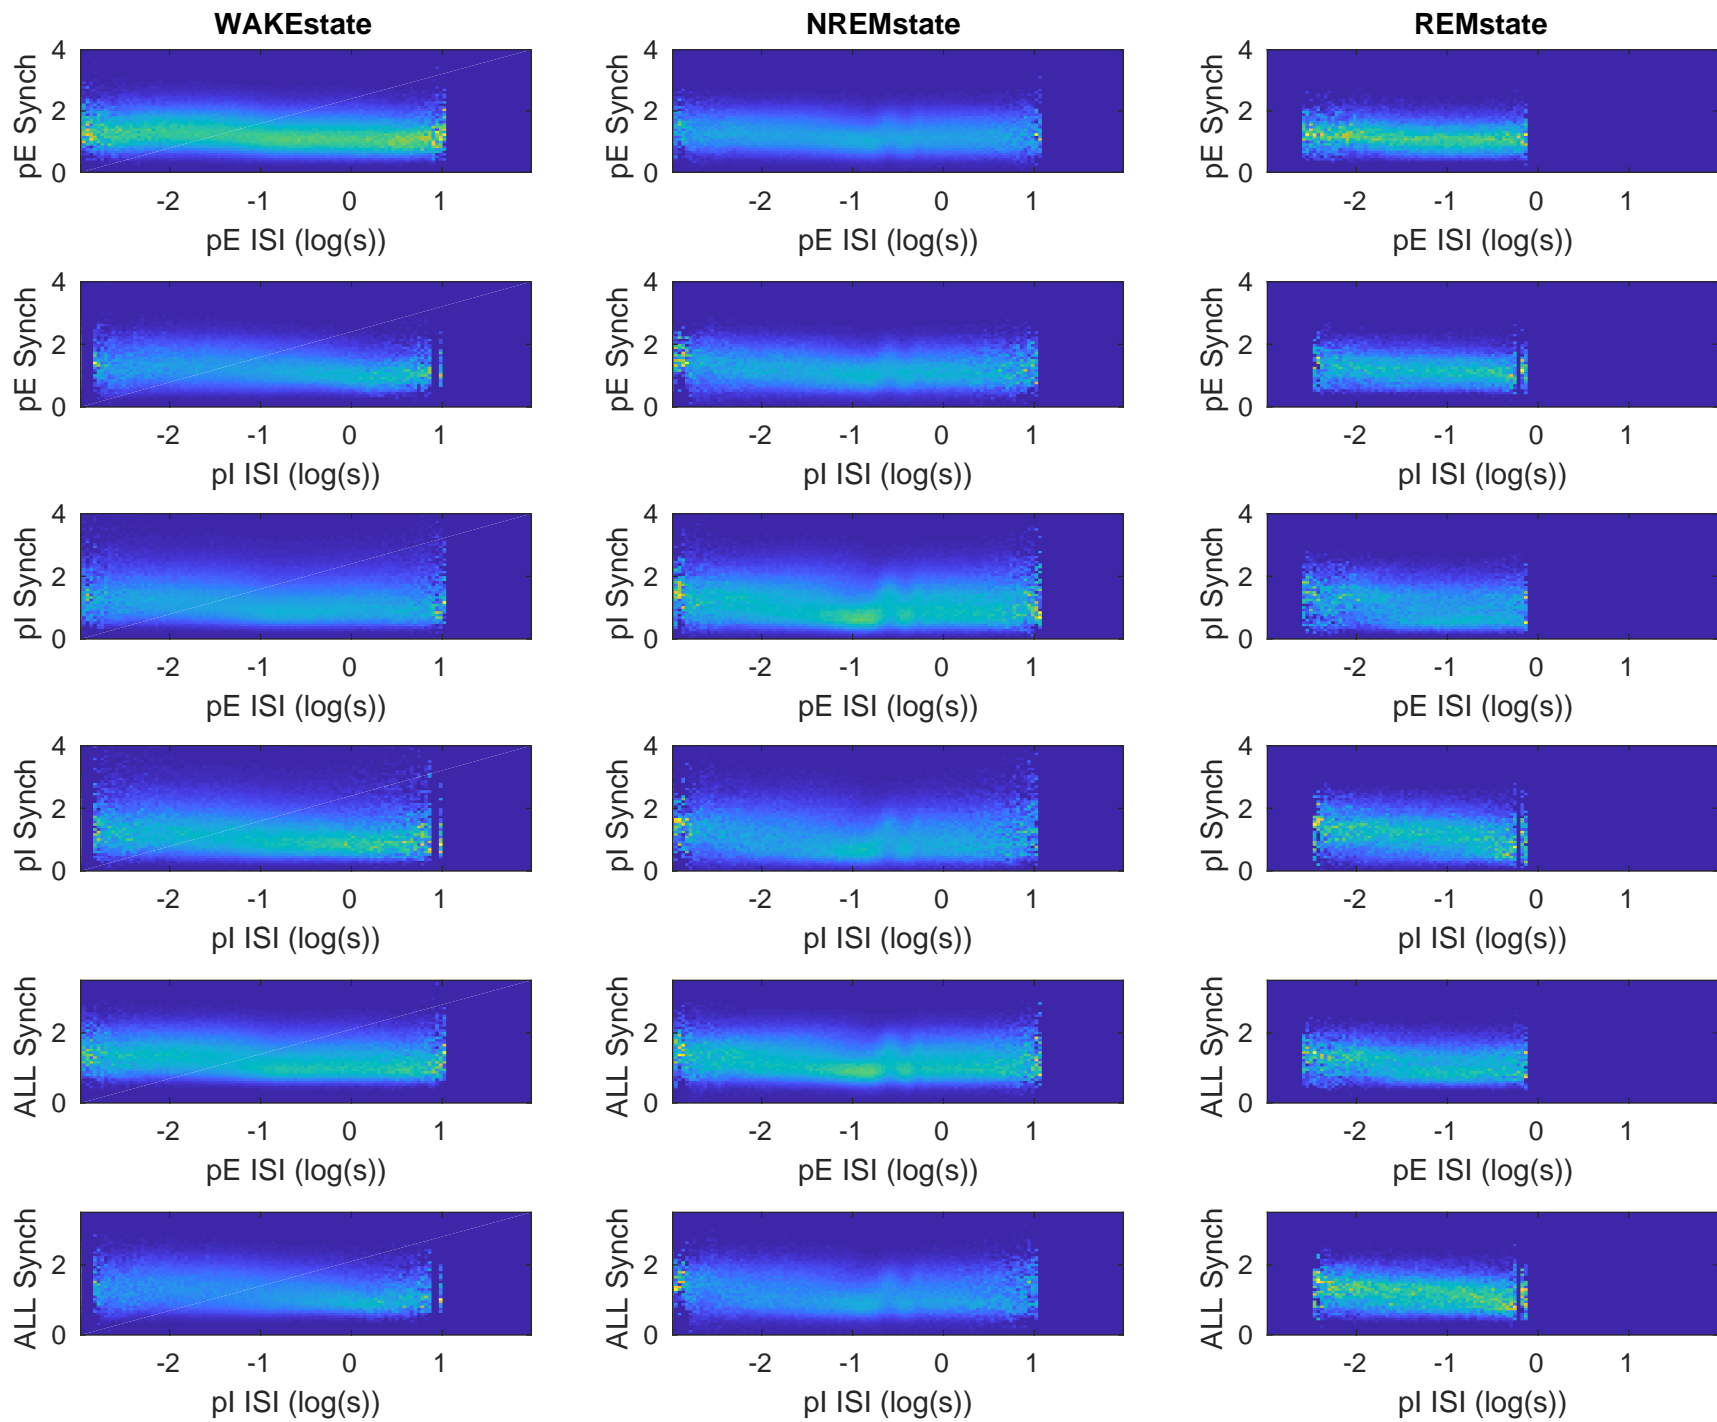 WAKEstate NREMstate REMstate
4 4 4
pE Synch pE Synch pE Synch
2 2 2
0 0 0
-2 -1 0 1 -2 -1 0 1 -2 -1 0 1
pE ISI (log(s)) pE ISI (log(s)) pE ISI (log(s))
4 4 4
pE Synch pE Synch pE Synch
2 2 2
0 0 0
-2 -1 0 1 -2 -1 0 1 -2 -1 0 1
pI ISI (log(s)) pI ISI (log(s)) pI ISI (log(s))
4 4 4
pI Synch pI Synch pI Synch
2 2 2
0 0 0
-2 -1 0 1 -2 -1 0 1 -2 -1 0 1
pE ISI (log(s)) pE ISI (log(s)) pE ISI (log(s))
4 4 4
pI Synch pI Synch pI Synch
2 2 2
0 0 0
-2 -1 0 1 -2 -1 0 1 -2 -1 0 1
pI ISI (log(s)) pI ISI (log(s)) pI ISI (log(s))
ALL Synch ALL Synch ALL Synch
2 2 2
0 0 0
-2 -1 0 1 -2 -1 0 1 -2 -1 0 1
pE ISI (log(s)) pE ISI (log(s)) pE ISI (log(s))
ALL Synch ALL Synch ALL Synch
2 2 2
0 0 0
-2 -1 0 1 -2 -1 0 1 -2 -1 0 1
pI ISI (log(s)) pI ISI (log(s)) pI ISI (log(s))